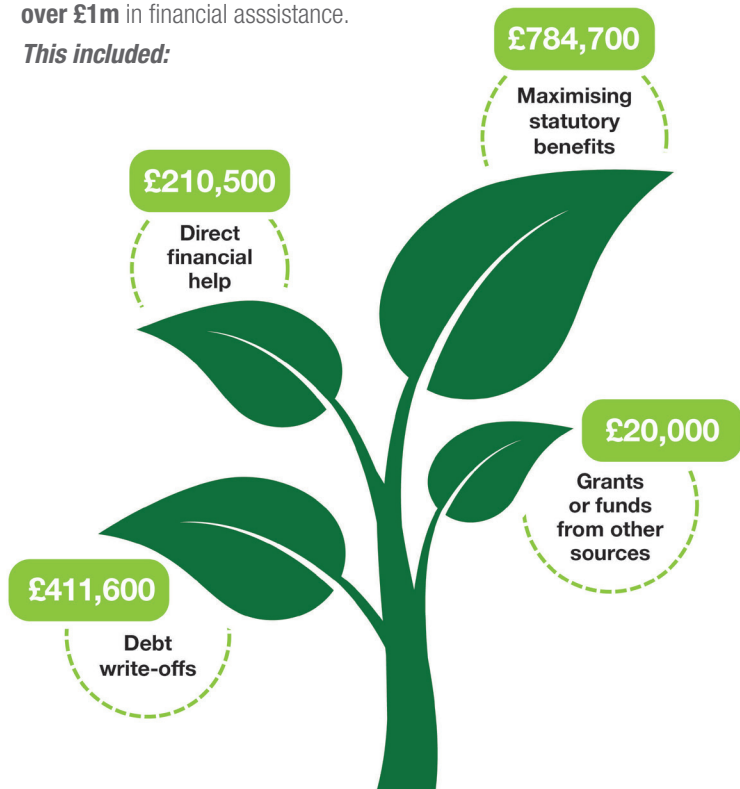 over £1m in financial asssistance.
This included:
£784,700
Maximising
statutory
benefits
£210,500
Direct
financial
help
£20,000
Grants
or funds
from other
sources
£411,600
Debt
write-offs